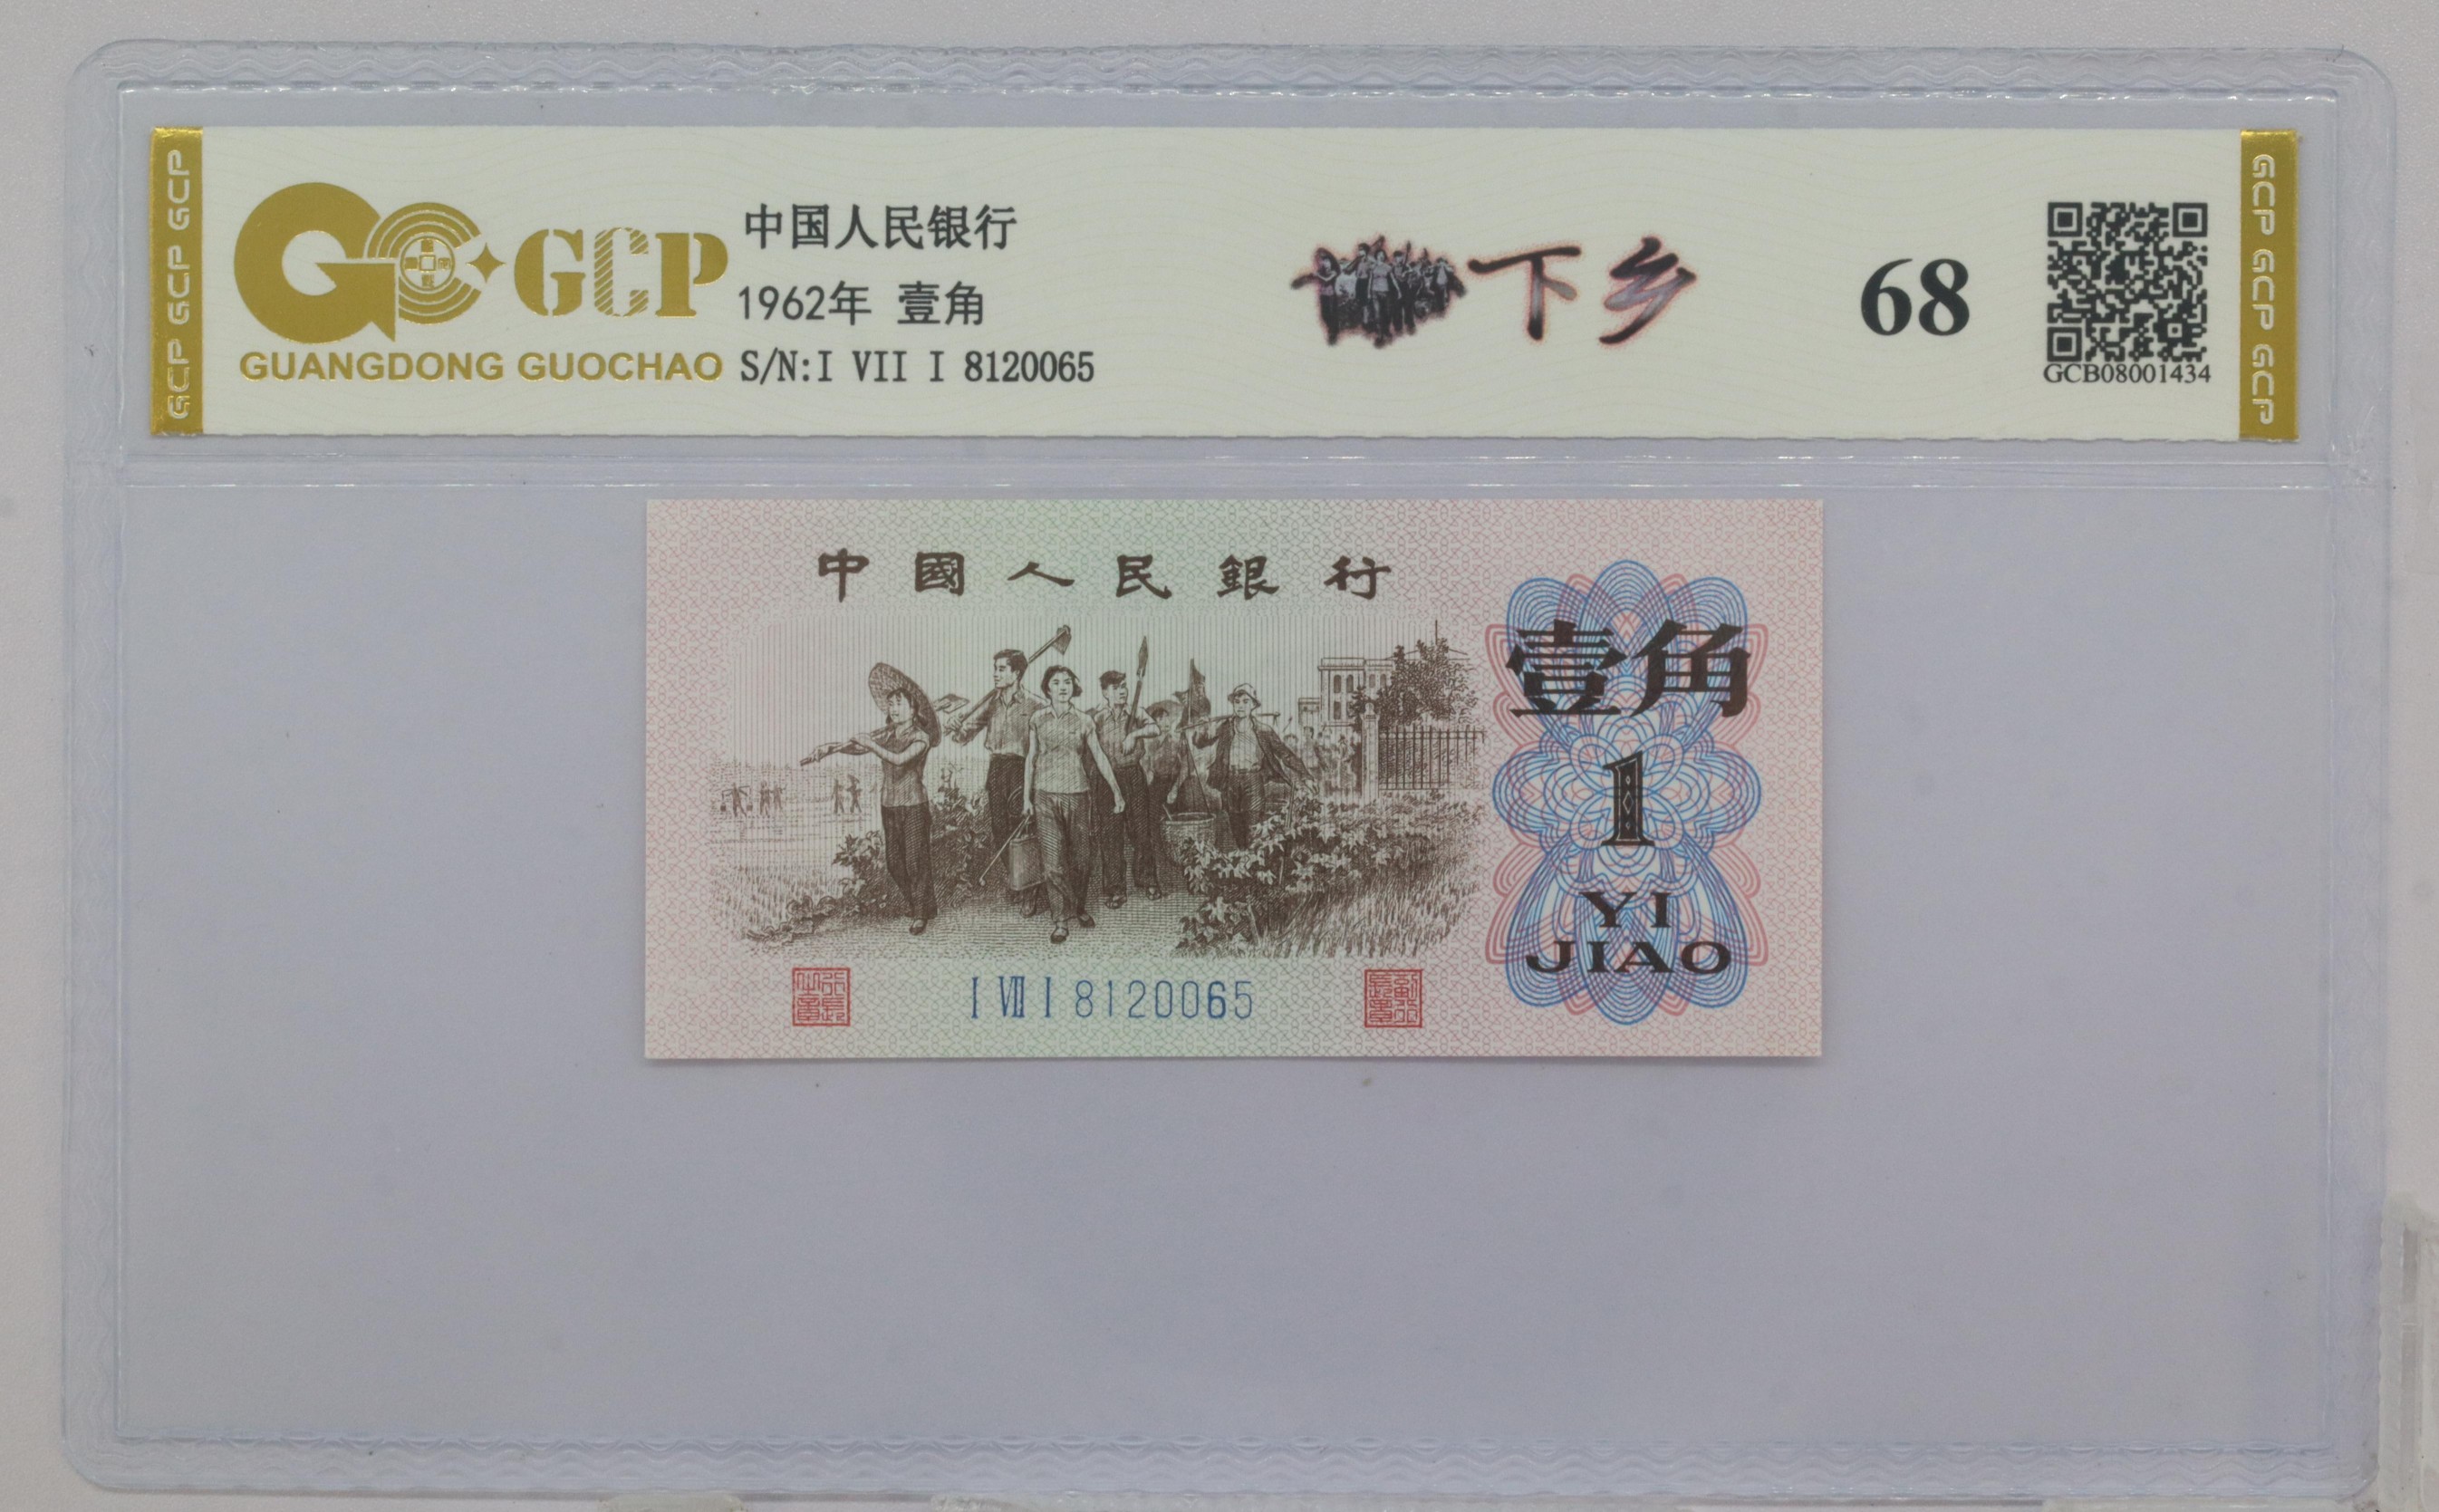 GCP GCP GCP
GCP
GUANGDONG GUOCHAO
中国人民银行
1962年 壹角
S/N:I VII I 8120065
下乡
68
GCB08001434
GCP GCP GCP
中國人民銀行
壹角
1
YI
JIAO
I VII I 8120065